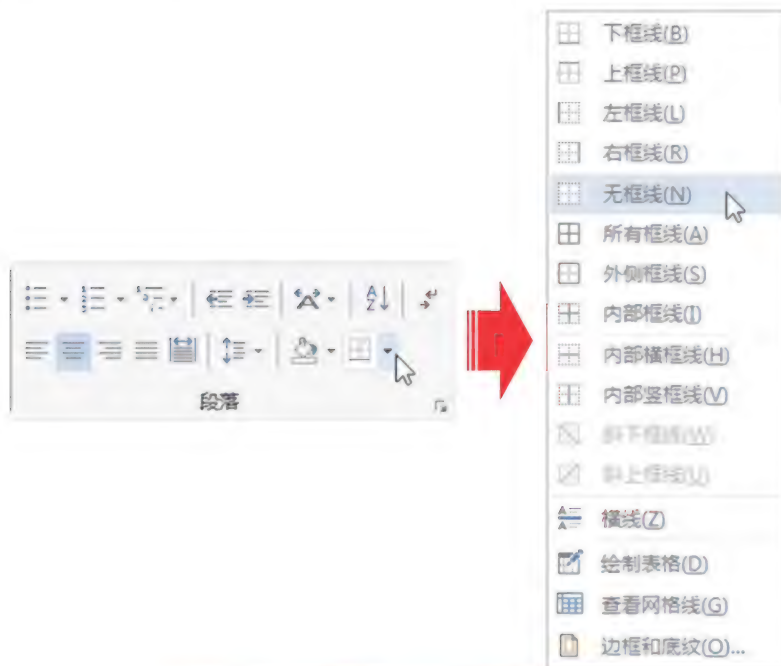 段落
下框线(B)
上框线(P)
左框线(L)
右框线(R)
无框线(N)
所有框线(A)
外侧框线(S)
内部框线(I)
内部横框线(H)
内部竖框线(V)
斜下框线(W)
斜上框线(U)
横线(Z)
绘制表格(D)
查看网格线(G)
边框和底纹(O)...